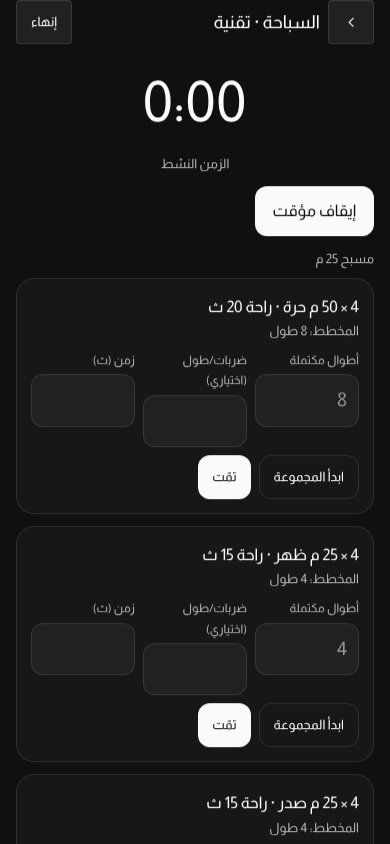 السباحة · تقنية
إنهاء
0:00
الزمن النشط
إيقاف مؤقت
مسبح 25 م
4 × 50 م حرة · راحة 20 ث
المخطط: 8 طول
أطوال مكتملة
ضربات/طول (اختياري)
زمن (ث)
8
ابدأ المجموعة
تمّت
4 × 25 م ظهر · راحة 15 ث
المخطط: 4 طول
أطوال مكتملة
ضربات/طول (اختياري)
زمن (ث)
4
ابدأ المجموعة
تمّت
4 × 25 م صدر · راحة 15 ث
المخطط: 4 طول